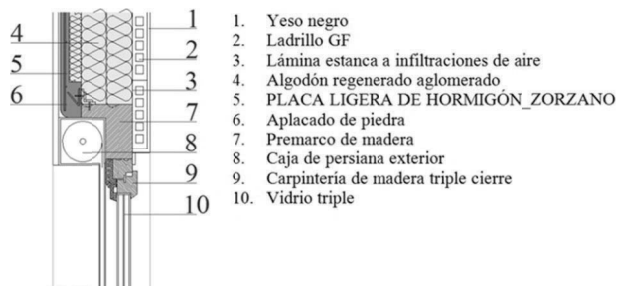 4
5
6
1
2
3
7
8
9
10
1. Yeso negro
2. Ladrillo GF
3. Lámina estanca a infiltraciones de aire
4. Algodón regenerado aglomerado
5. PLACA LIGERA DE HORMIGÓN_ZORZANO
6. Aplacado de piedra
7. Premarco de madera
8. Caja de persiana exterior
9. Carpintería de madera triple cierre
10. Vidrio triple